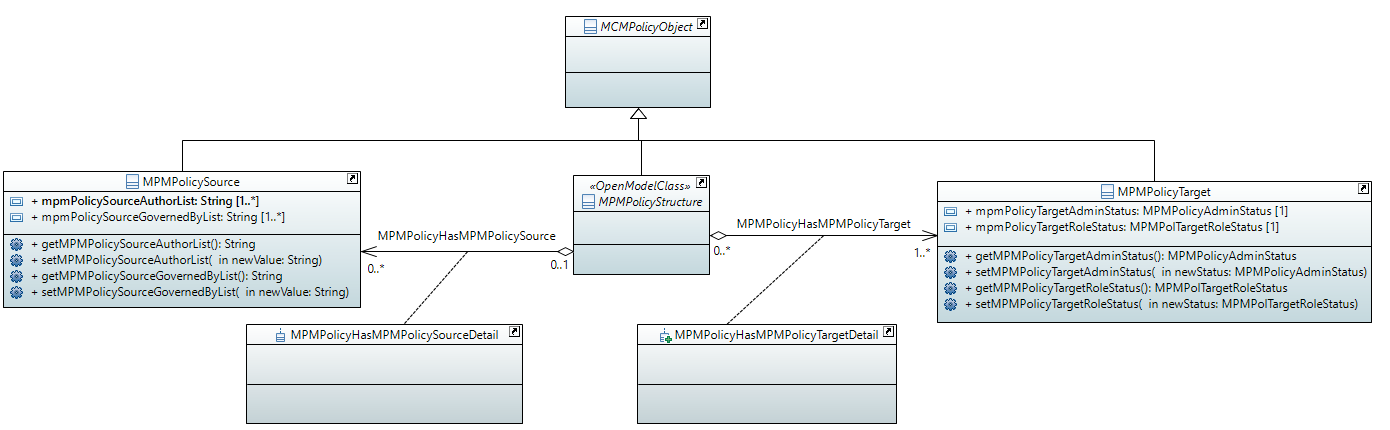 MCMPolicyObject
MPMPolicySource
+ mpmPolicySourceAuthorList: String [1..*]
+ mpmPolicySourceGovernedByList: String [1..*]
+ getMPMPolicySourceAuthorList(): String
+ setMPMPolicySourceAuthorList( in newValue: String)
+ getMPMPolicySourceGovernedByList(): String
+ setMPMPolicySourceGovernedByList( in newValue: String)
MPMPolicyHasMPMPolicySource
0..*
0..1
«OpenModelClass»
MPMPolicyStructure
MPMPolicyHasMPMPolicyTarget
0..*
1..*
MPMPolicyTarget
+ mpmPolicyTargetAdminStatus: MPMPolicyAdminStatus [1]
+ mpmPolicyTargetRoleStatus: MPMPolTargetRoleStatus [1]
+ getMPMPolicyTargetAdminStatus(): MPMPolicyAdminStatus
+ setMPMPolicyTargetAdminStatus( in newStatus: MPMPolicyAdminStatus)
+ getMPMPolicyTargetRoleStatus(): MPMPolTargetRoleStatus
+ setMPMPolicyTargetRoleStatus( in newStatus: MPMPolTargetRoleStatus)
MPMPolicyHasMPMPolicySourceDetail
MPMPolicyHasMPMPolicyTargetDetail